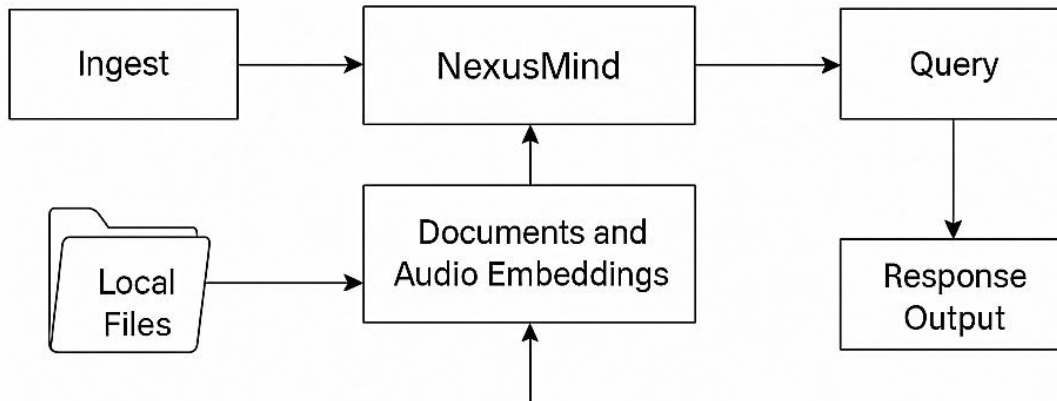 Ingest
NexusMind
Query
Local
Files
Documents and
Audio Embeddings
Response
Output